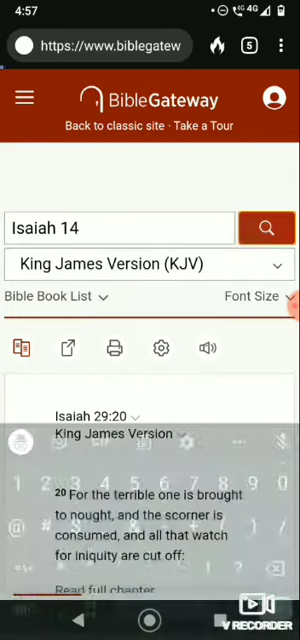 4:57
4G 4G
https://www.biblegatew
5
BibleGateway
Back to classic site · Take a Tour
Isaiah 14
King James Version (KJV)
Bible Book List
Font Size
Isaiah 29:20
King James Version
GIF
1 2 3 4 5 6 7 8 9 0
20 For the terrible one is brought
@ # $ & - + ( ) /
to nought, and the scorner is
consumed, and all that watch
for iniquity are cut off:
Read full chapter
V RECORDER